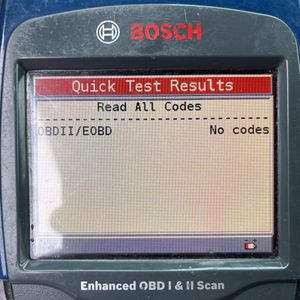 BOSCH
Quick Test Results
Read All Codes
OBDII/EOBD No codes
Enhanced OBD I & II Scan